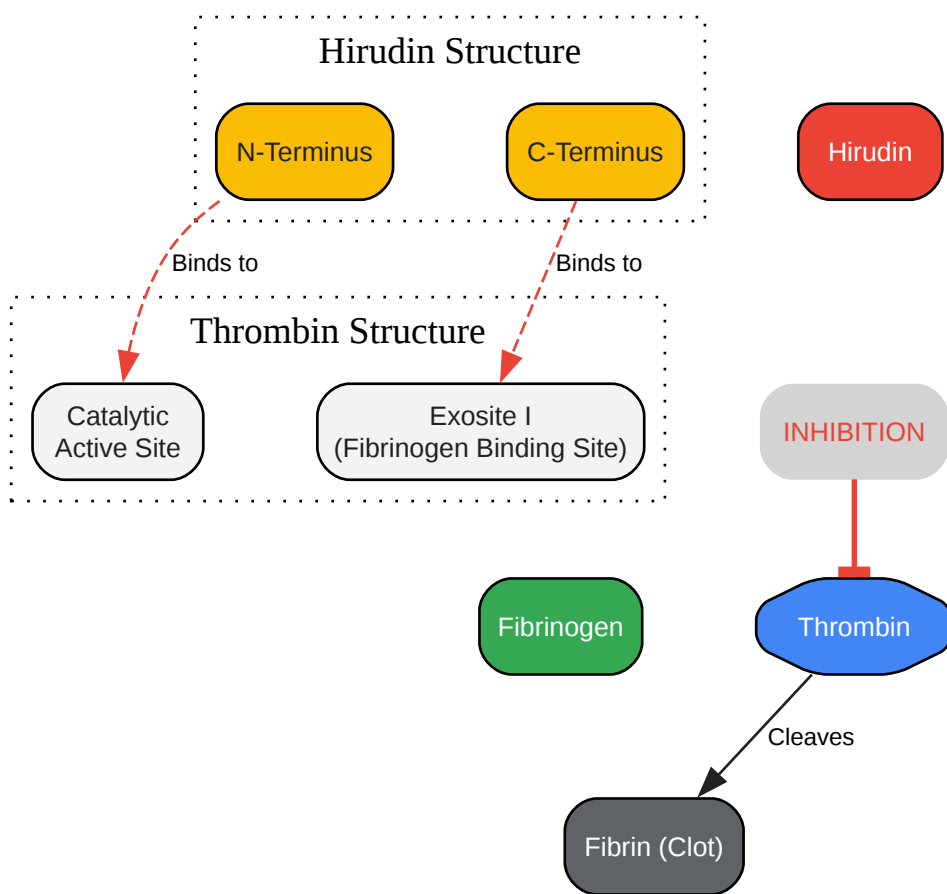 Hirudin Structure
N-Terminus
C-Terminus
Hirudin
Binds to
Binds to
Thrombin Structure
Catalytic
Active Site
Exosite I
(Fibrinogen Binding Site)
INHIBITION
Fibrinogen
Thrombin
Cleaves
Fibrin (Clot)